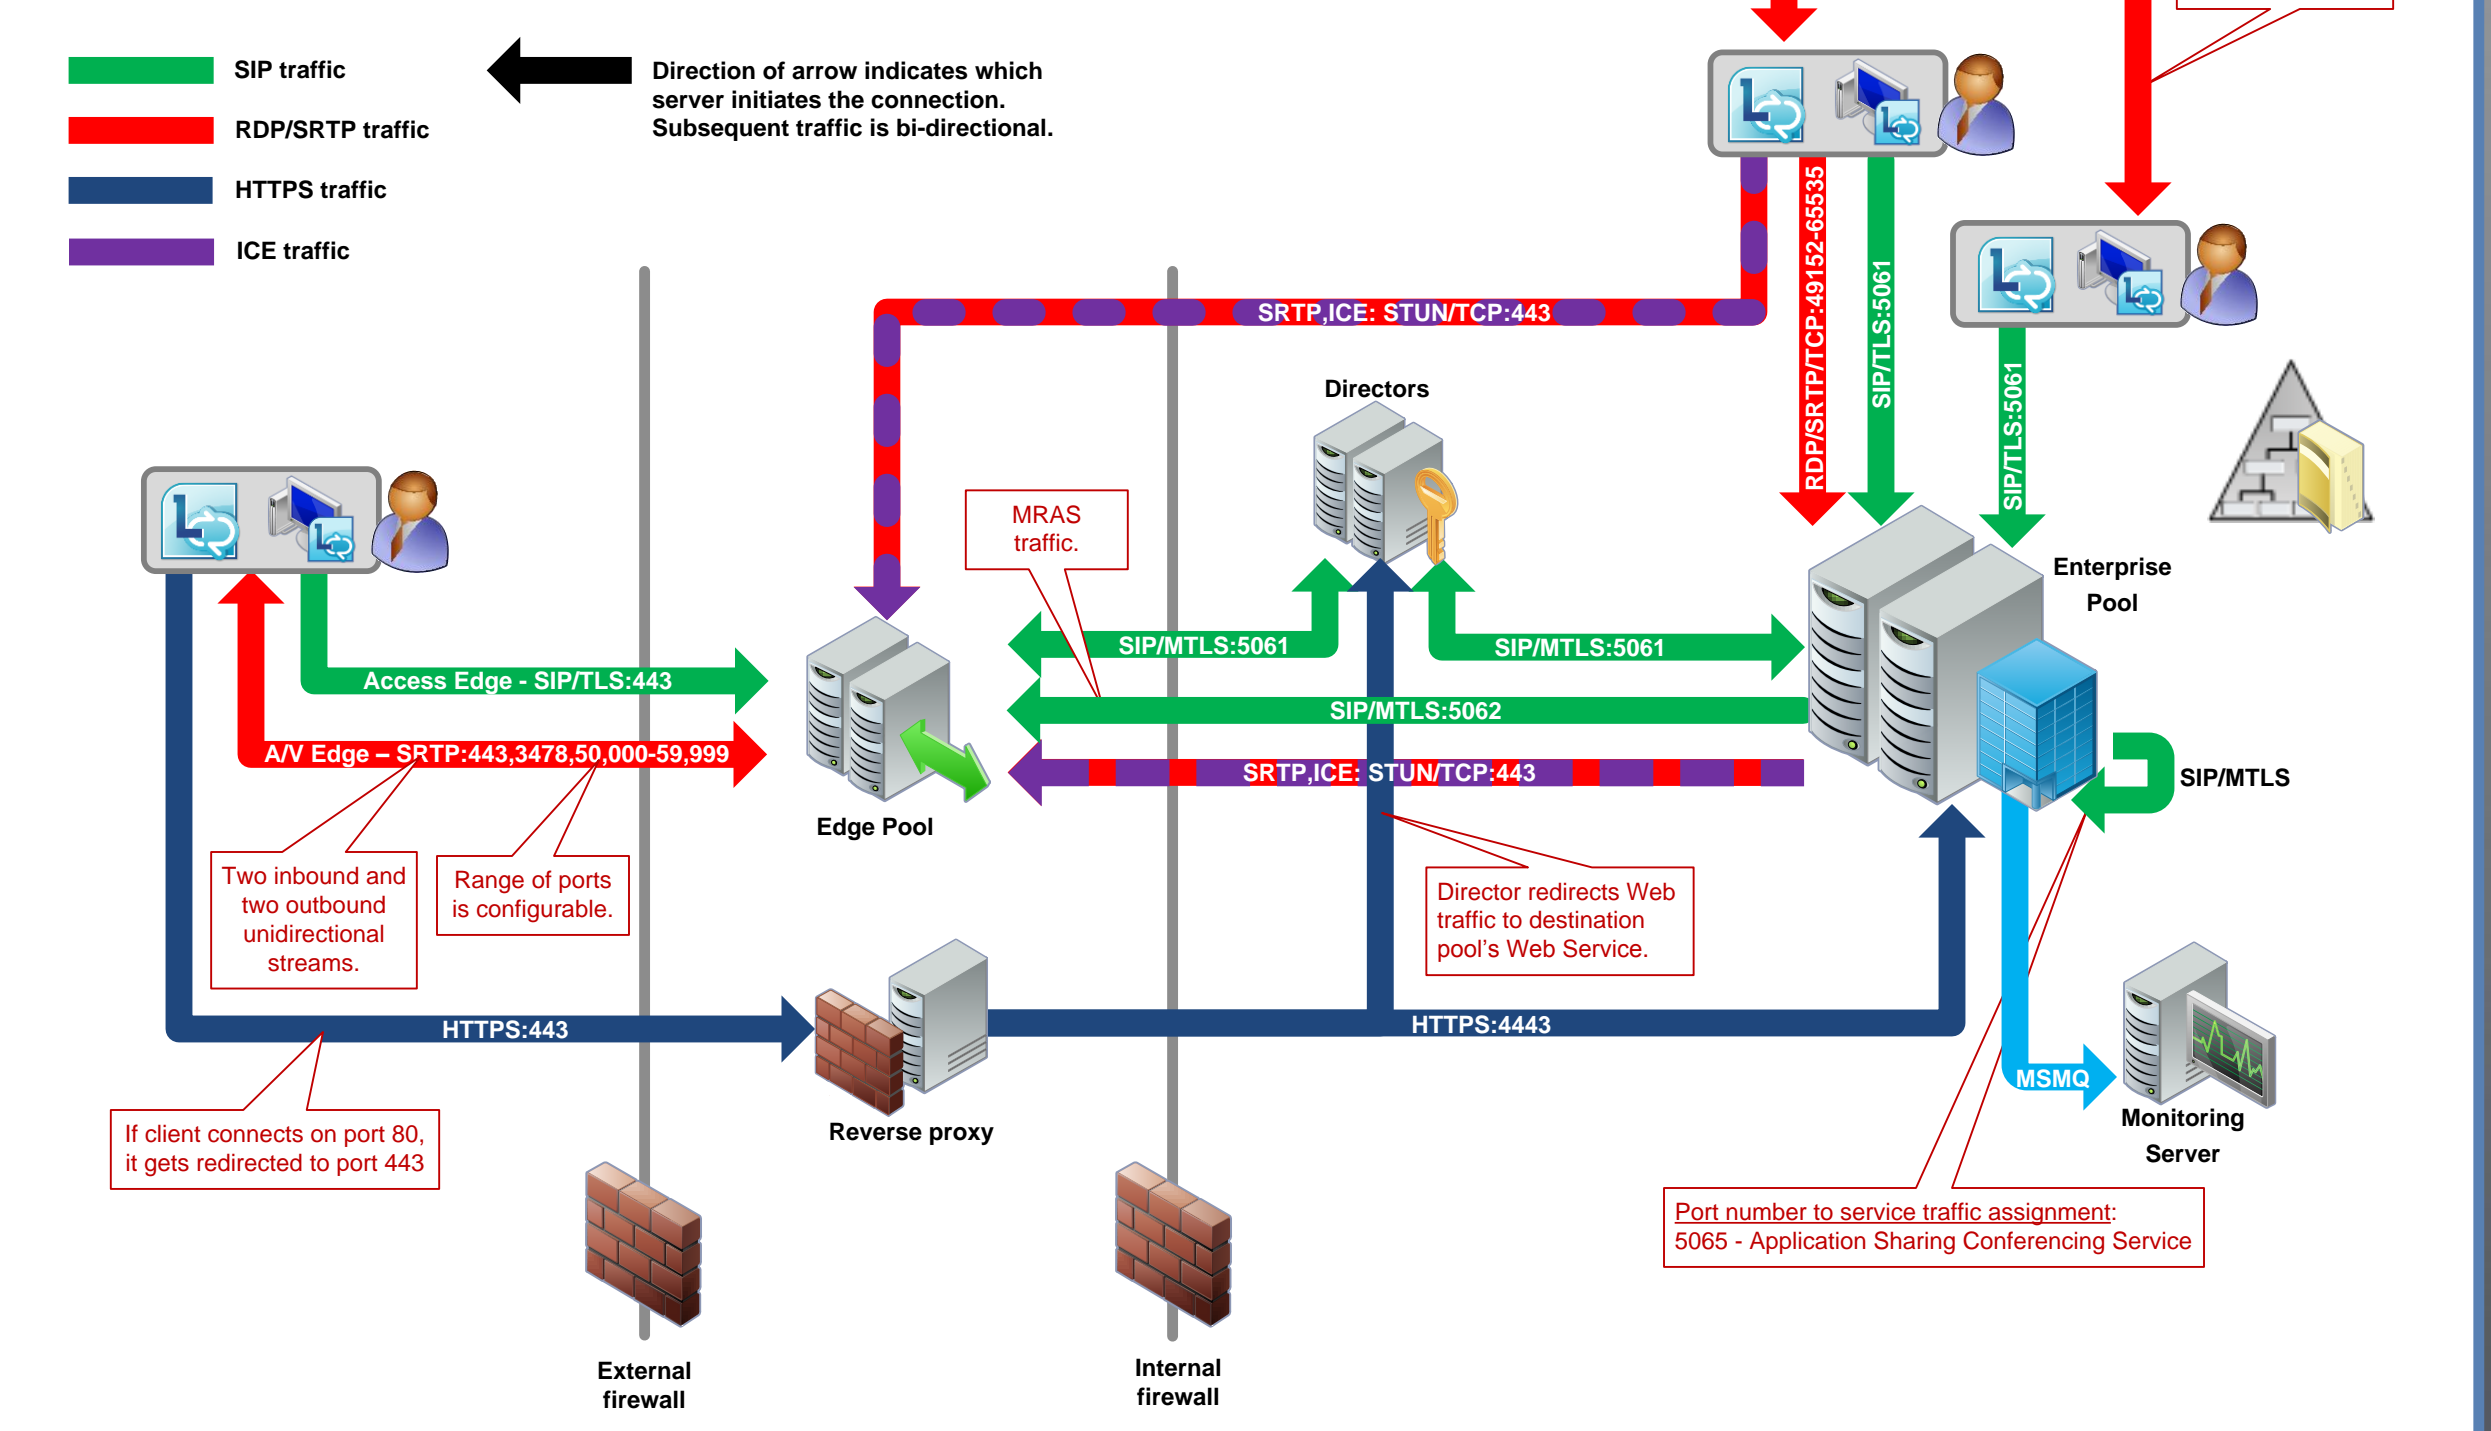 SIP traffic
RDP/SRTP traffic
HTTPS traffic
ICE traffic
Direction of arrow indicates which
server initiates the connection.
Subsequent traffic is bi-directional.
SRTP,ICE: STUN/TCP:443
RDP/SRTP/TCP:49152-65535
SIP/TLS:5061
SIP/TLS:5061
Directors
MRAS
traffic.
Enterprise
Pool
SIP/MTLS:5061
SIP/MTLS:5061
Access Edge - SIP/TLS:443
SIP/MTLS:5062
A/V Edge – SRTP:443,3478,50,000-59,999
SRTP,ICE: STUN/TCP:443
SIP/MTLS
Edge Pool
Two inbound and
two outbound
unidirectional
streams.
Range of ports
is configurable.
Director redirects Web
traffic to destination
pool's Web Service.
HTTPS:443
HTTPS:4443
MSMQ
Reverse proxy
Monitoring
Server
If client connects on port 80,
it gets redirected to port 443
Port number to service traffic assignment:
5065 - Application Sharing Conferencing Service
External
firewall
Internal
firewall